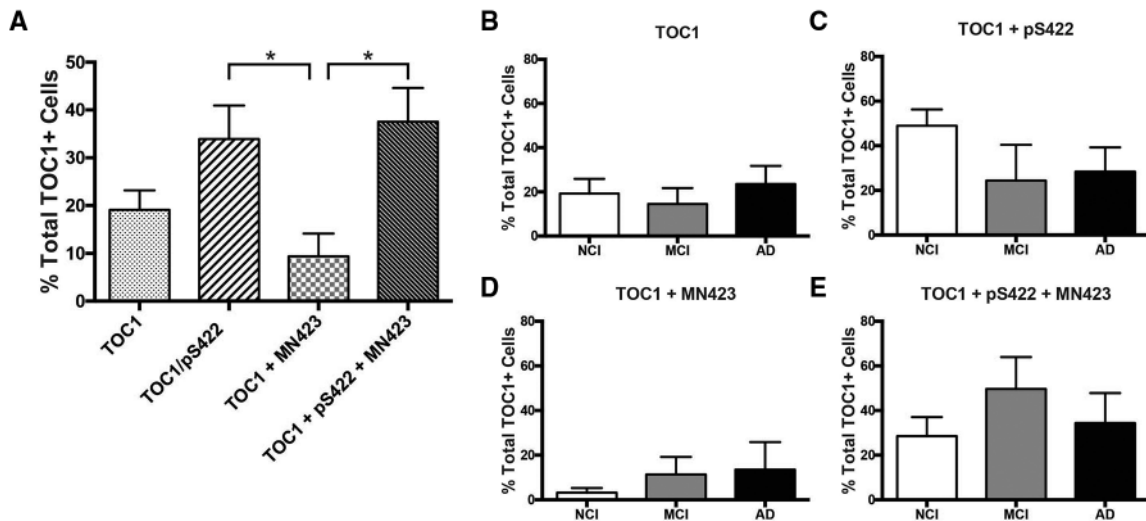 A
% Total TOC1+ Cells
50
40
30
20
10
0
* *
TOC1
TOC1/pS422
TOC1 + MN423
TOC1 + pS422 + MN423
B
TOC1
% Total TOC1+ Cells
80
60
40
20
0
NCI MCI AD
C
TOC1 + pS422
% Total TOC1+ Cells
80
60
40
20
0
NCI MCI AD
D
TOC1 + MN423
% Total TOC1+ Cells
80
60
40
20
0
NCI MCI AD
E
TOC1 + pS422 + MN423
% Total TOC1+ Cells
80
60
40
20
0
NCI MCI AD